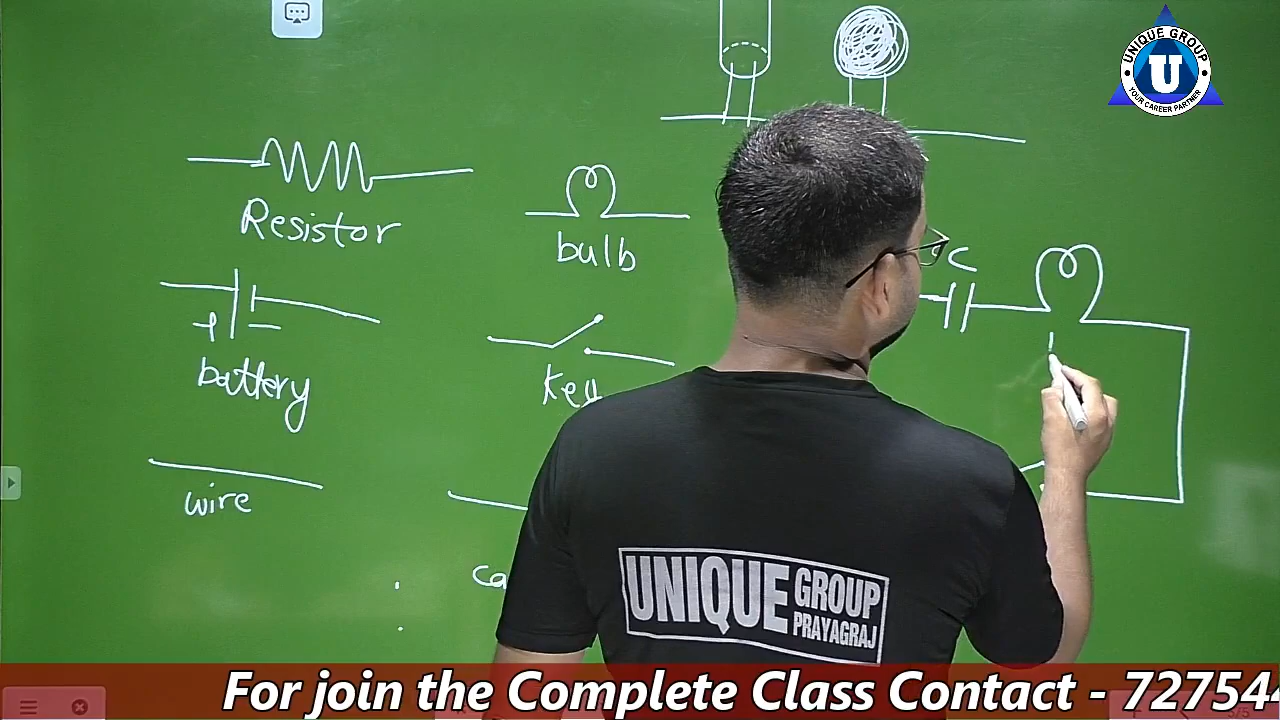 UNIQUE GROUP
U
YOUR CAREER PARTNER
Resistor
bulb
C
battery
Key
wire
ca
UNIQUE GROUP
PRAYAGRAJ
For join the Complete Class Contact - 72754